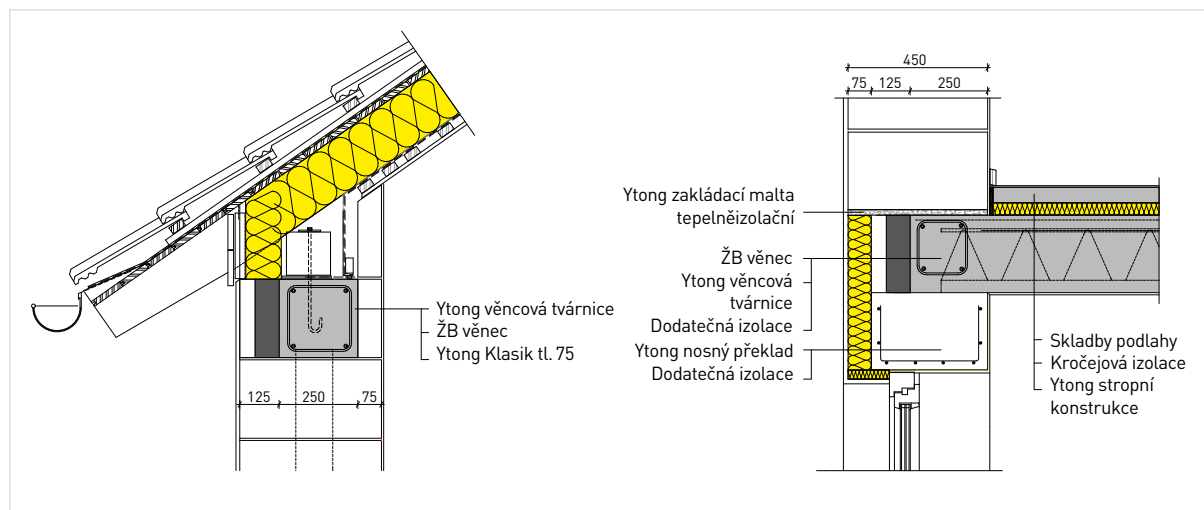 Ytong věncová tvárnice
ŽB věnec
Ytong Klasik tl. 75
125 250 75
450
75 125 250
Ytong zakládací malta
tepelněizolační
ŽB věnec
Ytong věncová
tvárnice
Dodatečná izolace
Ytong nosný překlad
Dodatečná izolace
Skladby podlahy
Kročejová izolace
Ytong stropní
konstrukce